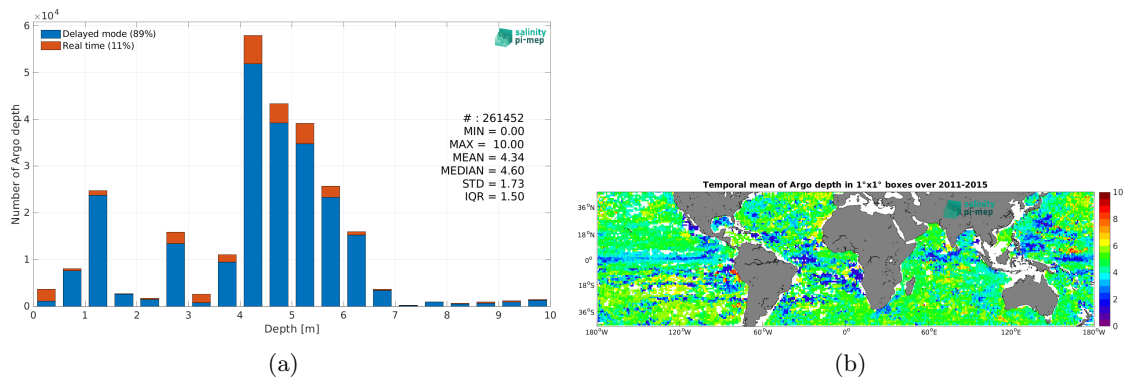 ×10⁴
Delayed mode (89%)
Real time (11%)
salinity
pi-mep
# : 261452
MIN = 0.00
MAX = 10.00
MEAN = 4.34
MEDIAN = 4.60
STD = 1.73
IQR = 1.50
Number of Argo depth
6
5
4
3
2
1
0
0 1 2 3 4 5 6 7 8 9 10
Depth [m]
(a)
Temporal mean of Argo depth in 1°x1° boxes over 2011-2015
salinity
pi-mep
36°N
18°N
0°
18°S
36°S
180°W 120°W 60°W 0° 60°E 120°E 180°W
10
8
6
4
2
0
(b)